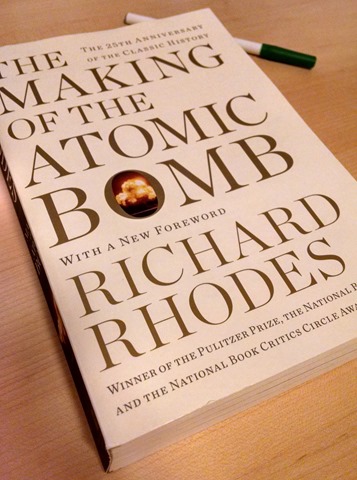 THE 25TH ANNIVERSARY
OF THE CLASSIC HISTORY
THE
MAKING
OF THE
ATOMIC
BOMB
WITH A NEW FOREWORD
RICHARD
RHODES
WINNER OF THE PULITZER PRIZE, THE NATIONAL B
AND THE NATIONAL BOOK CRITICS CIRCLE AWA